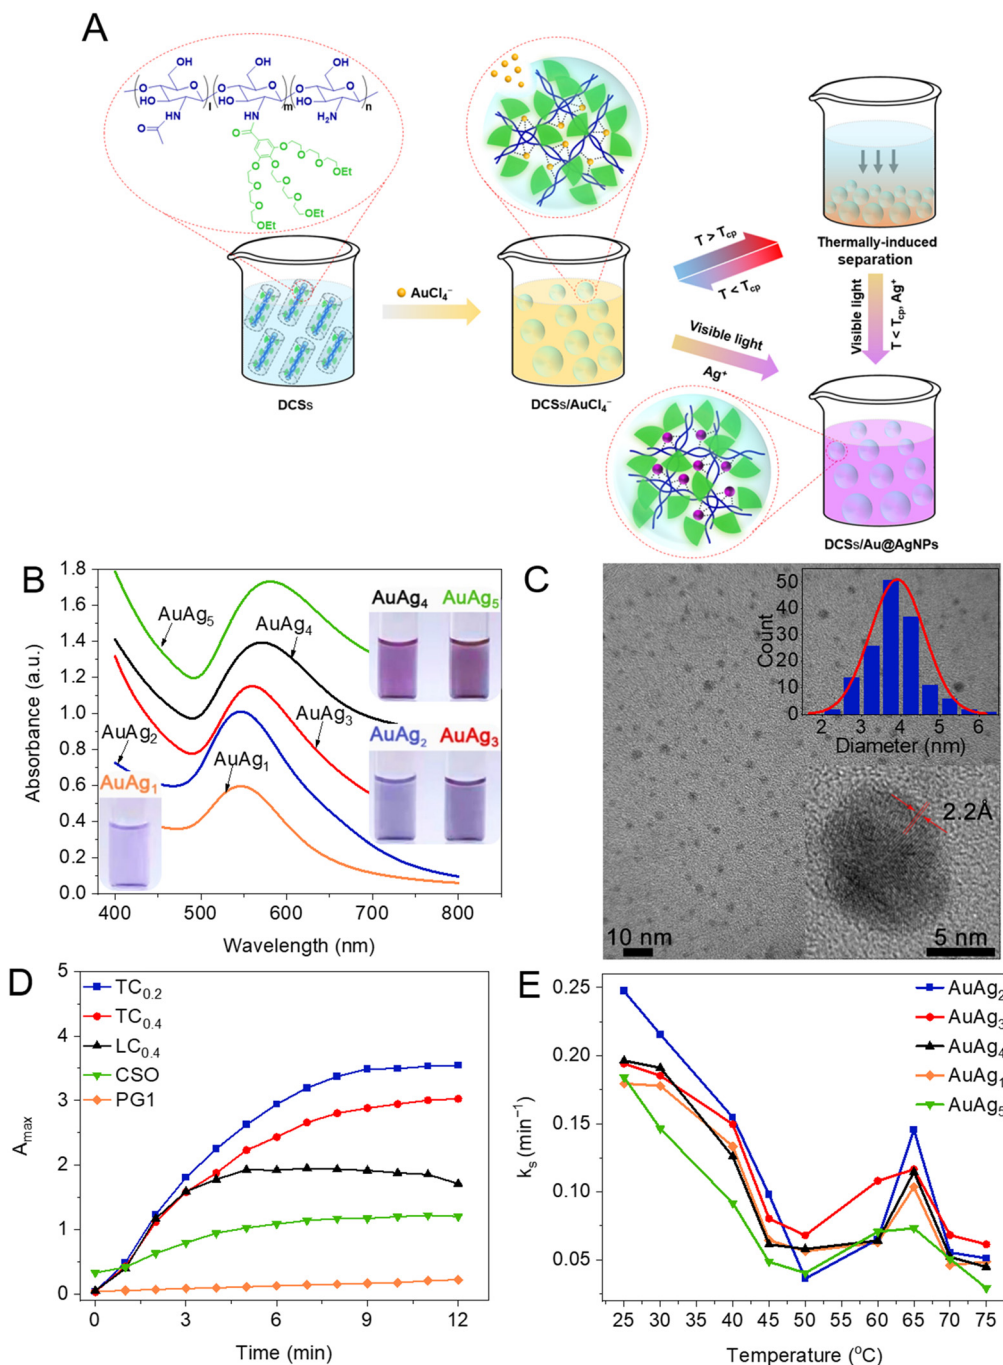 A
OH
OH
OH
O
O
O
O
HO
HO
HO
l
m
n
HN
HN
H₂N
O
O
OEt
OEt
OEt
DCSs
AuCl₄⁻
DCSs/AuCl₄⁻
T > Tcp
T < Tcp
Thermally-induced
separation
Visible light
T < Tcp, Ag⁺
Visible light
Ag⁺
DCSs/Au@AgNPs
B
1.8
1.6
1.4
1.2
1.0
0.8
0.6
0.4
0.2
0.0
Absorbance (a.u.)
400 500 600 700 800
Wavelength (nm)
AuAg₅
AuAg₄
AuAg₃
AuAg₂
AuAg₁
AuAg₁
AuAg₄ AuAg₅
AuAg₂ AuAg₃
C
50
40
30
20
10
0
Count
2 3 4 5 6
Diameter (nm)
2.2Å
10 nm
5 nm
D
TC₀.₂
TC₀.₄
LC₀.₄
CSO
PG1
5
4
3
2
1
0
Amax
0 3 6 9 12
Time (min)
E
AuAg₂
AuAg₃
AuAg₄
AuAg₁
AuAg₅
0.25
0.20
0.15
0.10
0.05
kₛ (min⁻¹)
25 30 35 40 45 50 55 60 65 70 75
Temperature (°C)